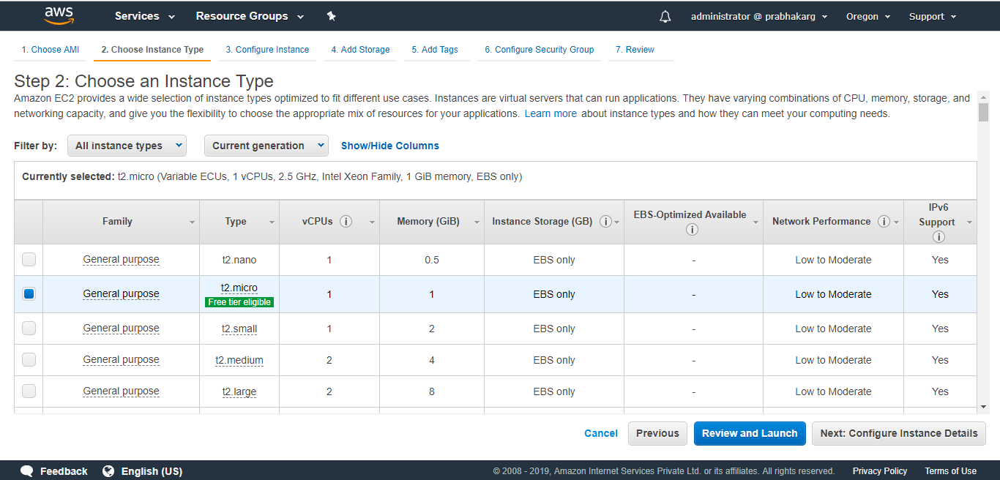 aws Services Resource Groups administrator @ prabhakarg Oregon Support
1. Choose AMI 2. Choose Instance Type 3. Configure Instance 4. Add Storage 5. Add Tags 6. Configure Security Group 7. Review
Step 2: Choose an Instance Type
Amazon EC2 provides a wide selection of instance types optimized to fit different use cases. Instances are virtual servers that can run applications. They have varying combinations of CPU, memory, storage, and
networking capacity, and give you the flexibility to choose the appropriate mix of resources for your applications. Learn more about instance types and how they can meet your computing needs.
Filter by: All instance types Current generation Show/Hide Columns
Currently selected: t2.micro (Variable ECUs, 1 vCPUs, 2.5 GHz, Intel Xeon Family, 1 GiB memory, EBS only)
Family Type vCPUs i Memory (GiB) Instance Storage (GB) i EBS-Optimized Available i Network Performance i IPv6 Support i
General purpose t2.nano 1 0.5 EBS only - Low to Moderate Yes
General purpose t2.micro Free tier eligible 1 1 EBS only - Low to Moderate Yes
General purpose t2.small 1 2 EBS only - Low to Moderate Yes
General purpose t2.medium 2 4 EBS only - Low to Moderate Yes
General purpose t2.large 2 8 EBS only - Low to Moderate Yes
Cancel Previous Review and Launch Next: Configure Instance Details
Feedback English (US) © 2008 - 2019, Amazon Internet Services Private Ltd. or its affiliates. All rights reserved. Privacy Policy Terms of Use